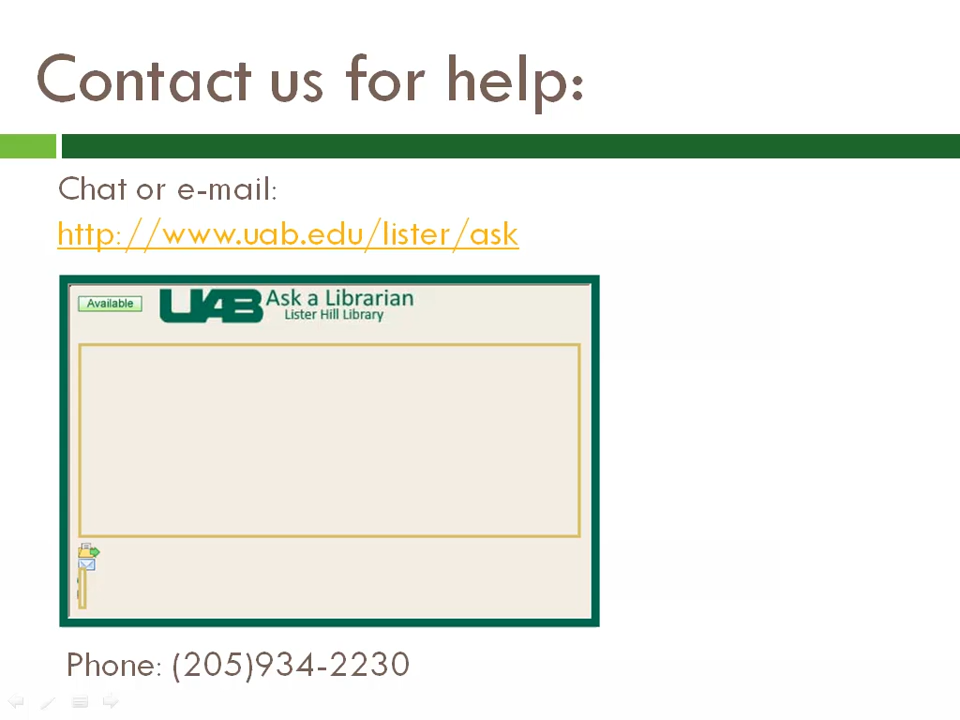 Contact us for help:
Chat or e-mail:
http://www.uab.edu/lister/ask
Available
UAB Ask a Librarian
Lister Hill Library
Phone: (205)934-2230